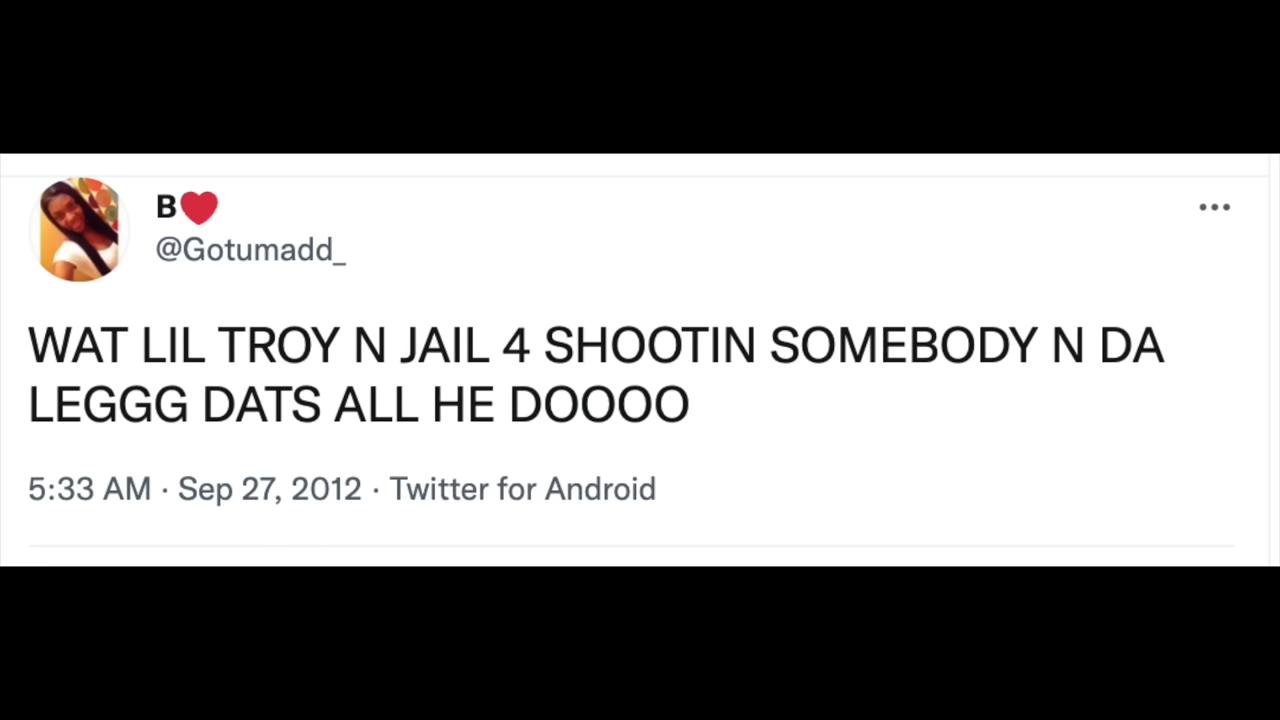 B❤️
@Gotumadd_
WAT LIL TROY N JAIL 4 SHOOTIN SOMEBODY N DA
LEGGG DATS ALL HE DOOOO
5:33 AM · Sep 27, 2012 · Twitter for Android